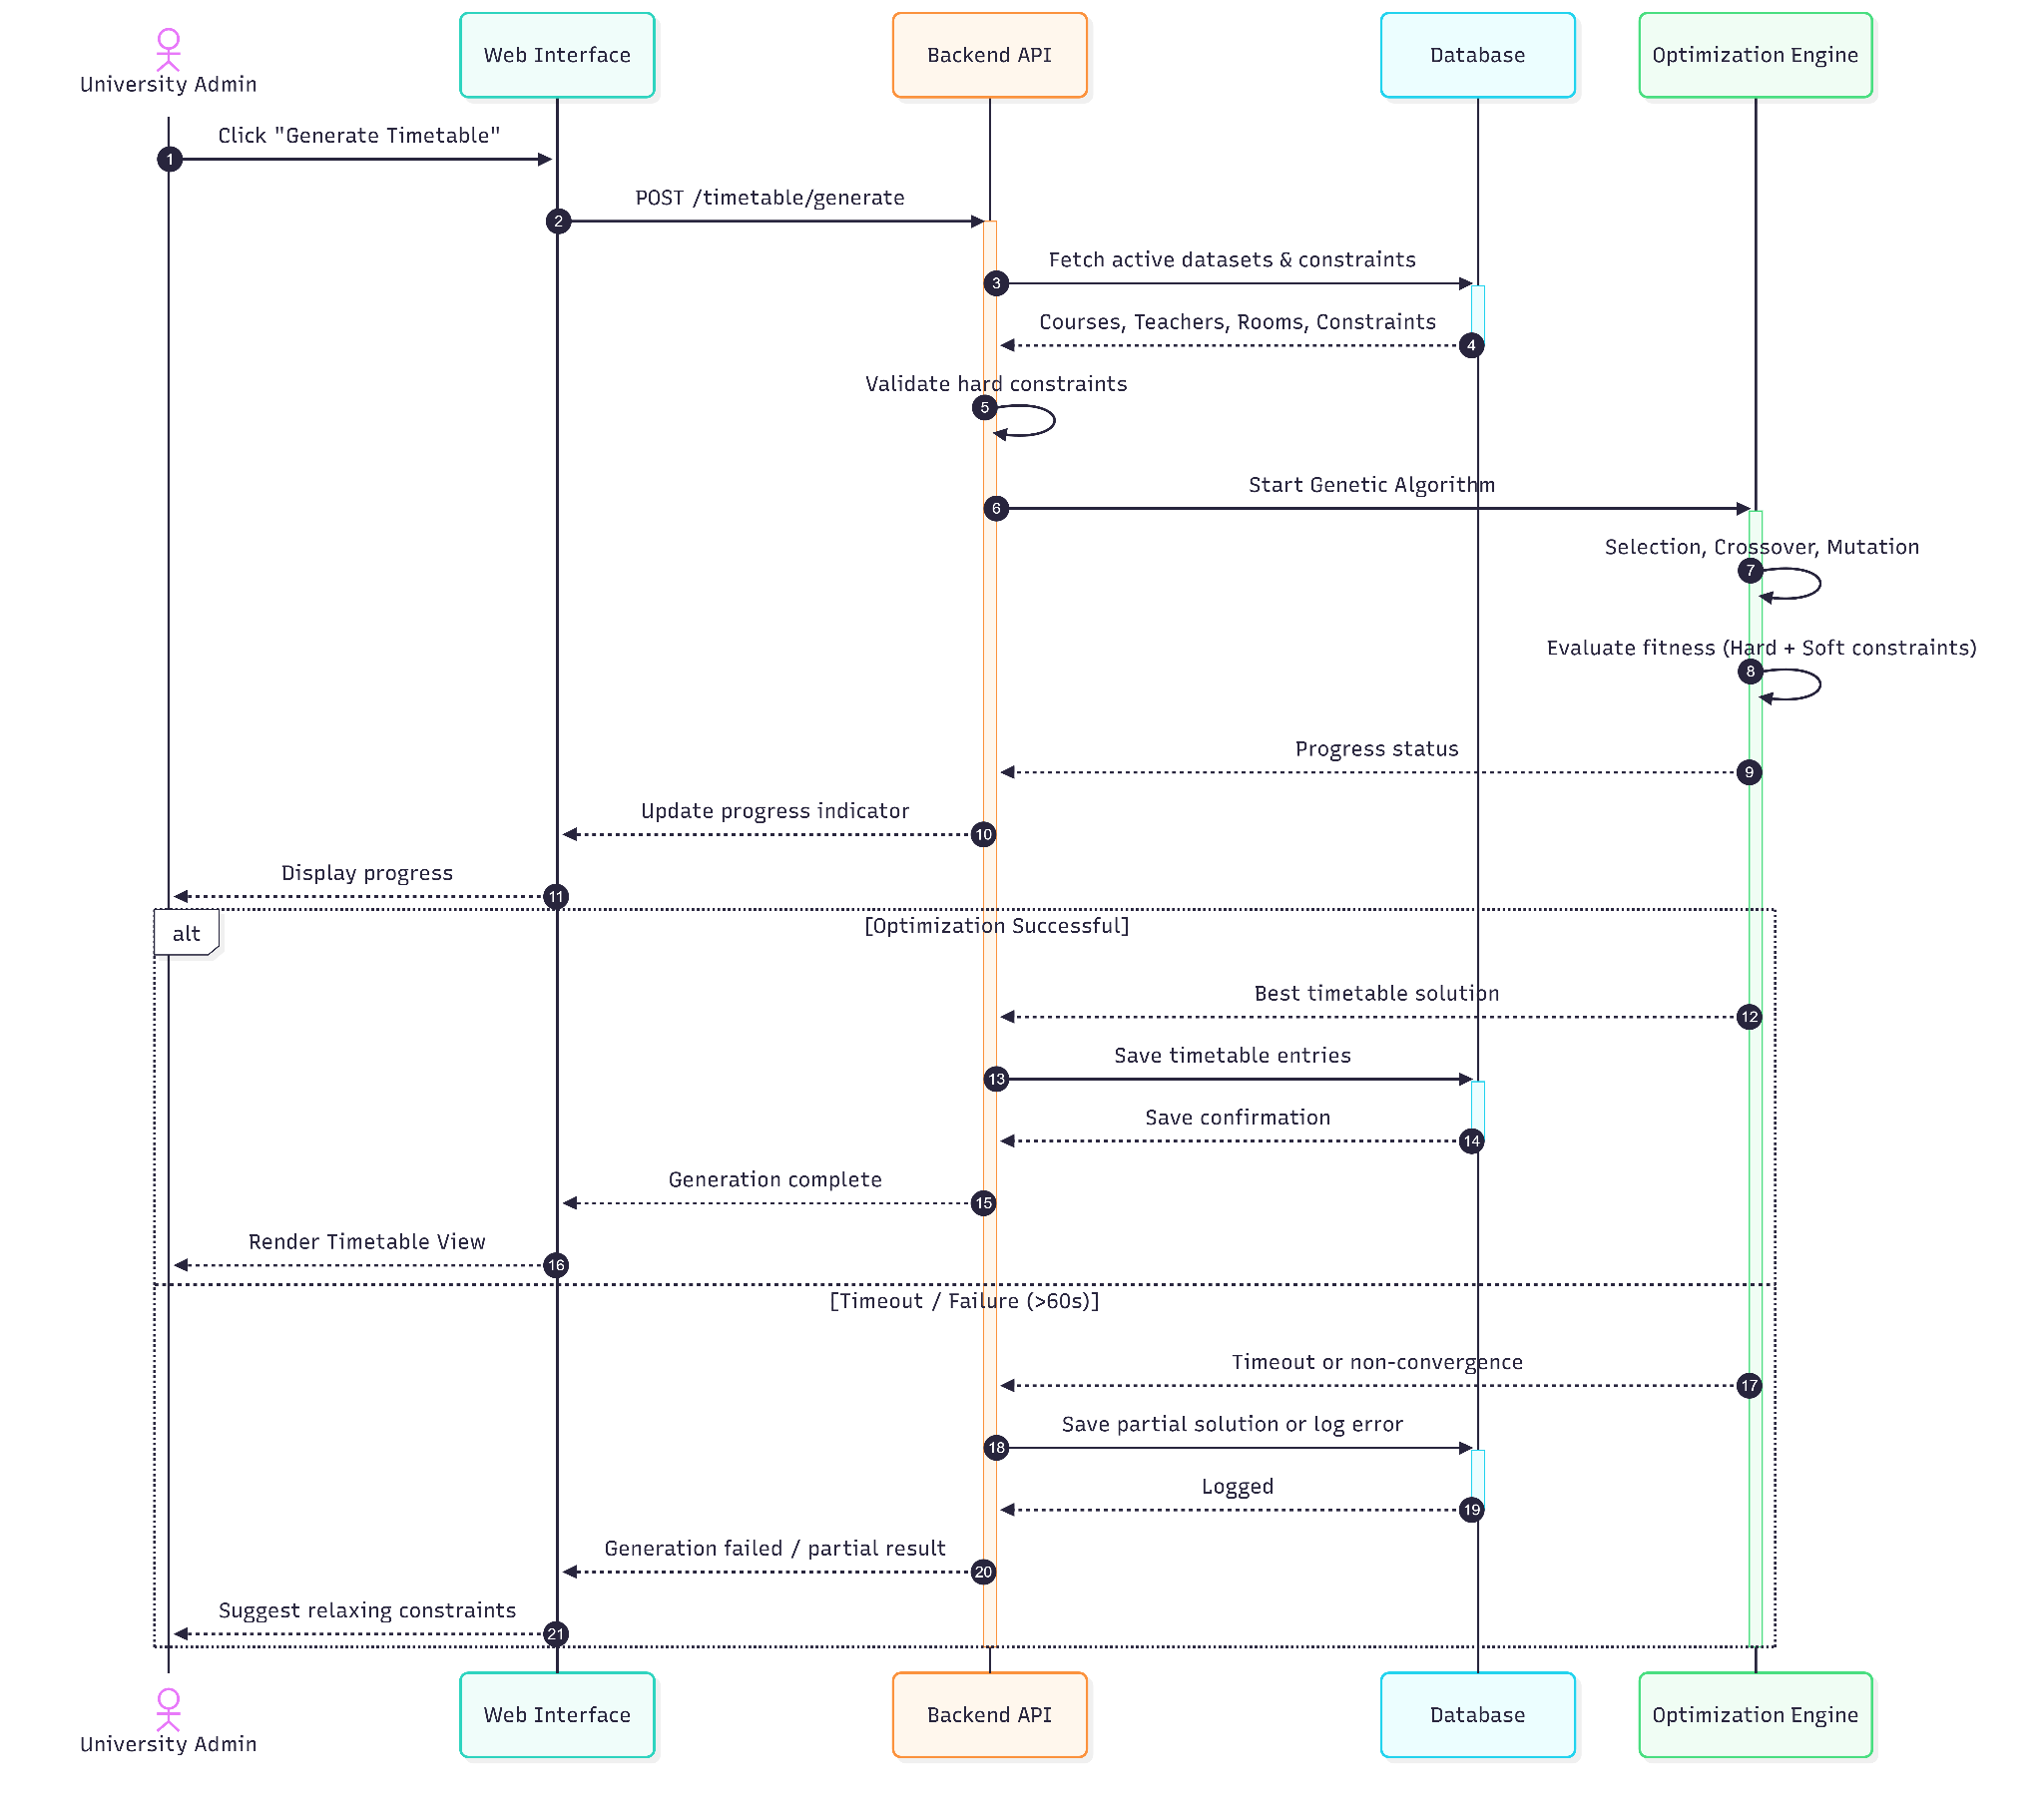 University Admin
Web Interface
Backend API
Database
Optimization Engine
Click "Generate Timetable"
1
POST /timetable/generate
2
Fetch active datasets & constraints
3
Courses, Teachers, Rooms, Constraints
4
Validate hard constraints
5
Start Genetic Algorithm
6
Selection, Crossover, Mutation
7
Evaluate fitness (Hard + Soft constraints)
8
Progress status
9
Update progress indicator
10
Display progress
11
alt
[Optimization Successful]
Best timetable solution
12
Save timetable entries
13
Save confirmation
14
Generation complete
15
Render Timetable View
16
[Timeout / Failure (>60s)]
Timeout or non-convergence
17
Save partial solution or log error
18
Logged
19
Generation failed / partial result
20
Suggest relaxing constraints
21
University Admin
Web Interface
Backend API
Database
Optimization Engine